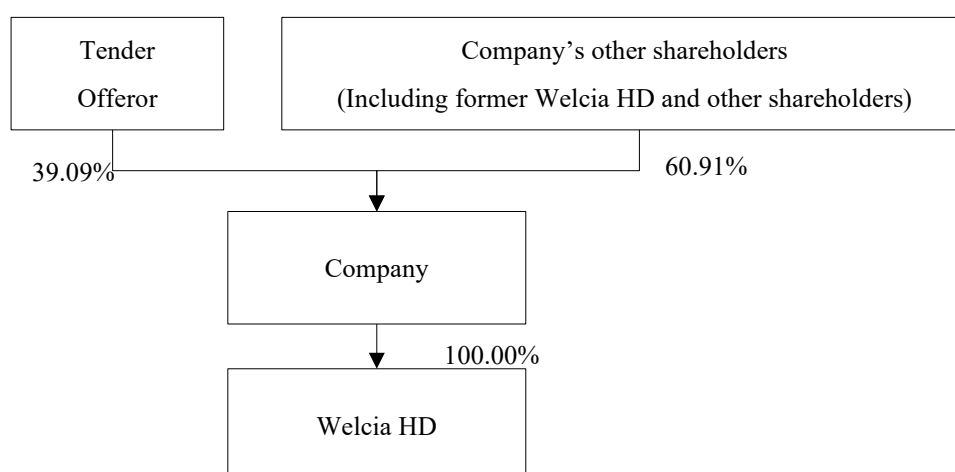 Tender
Offeror
Company’s other shareholders
(Including former Welcia HD and other shareholders)
39.09%
60.91%
Company
100.00%
Welcia HD